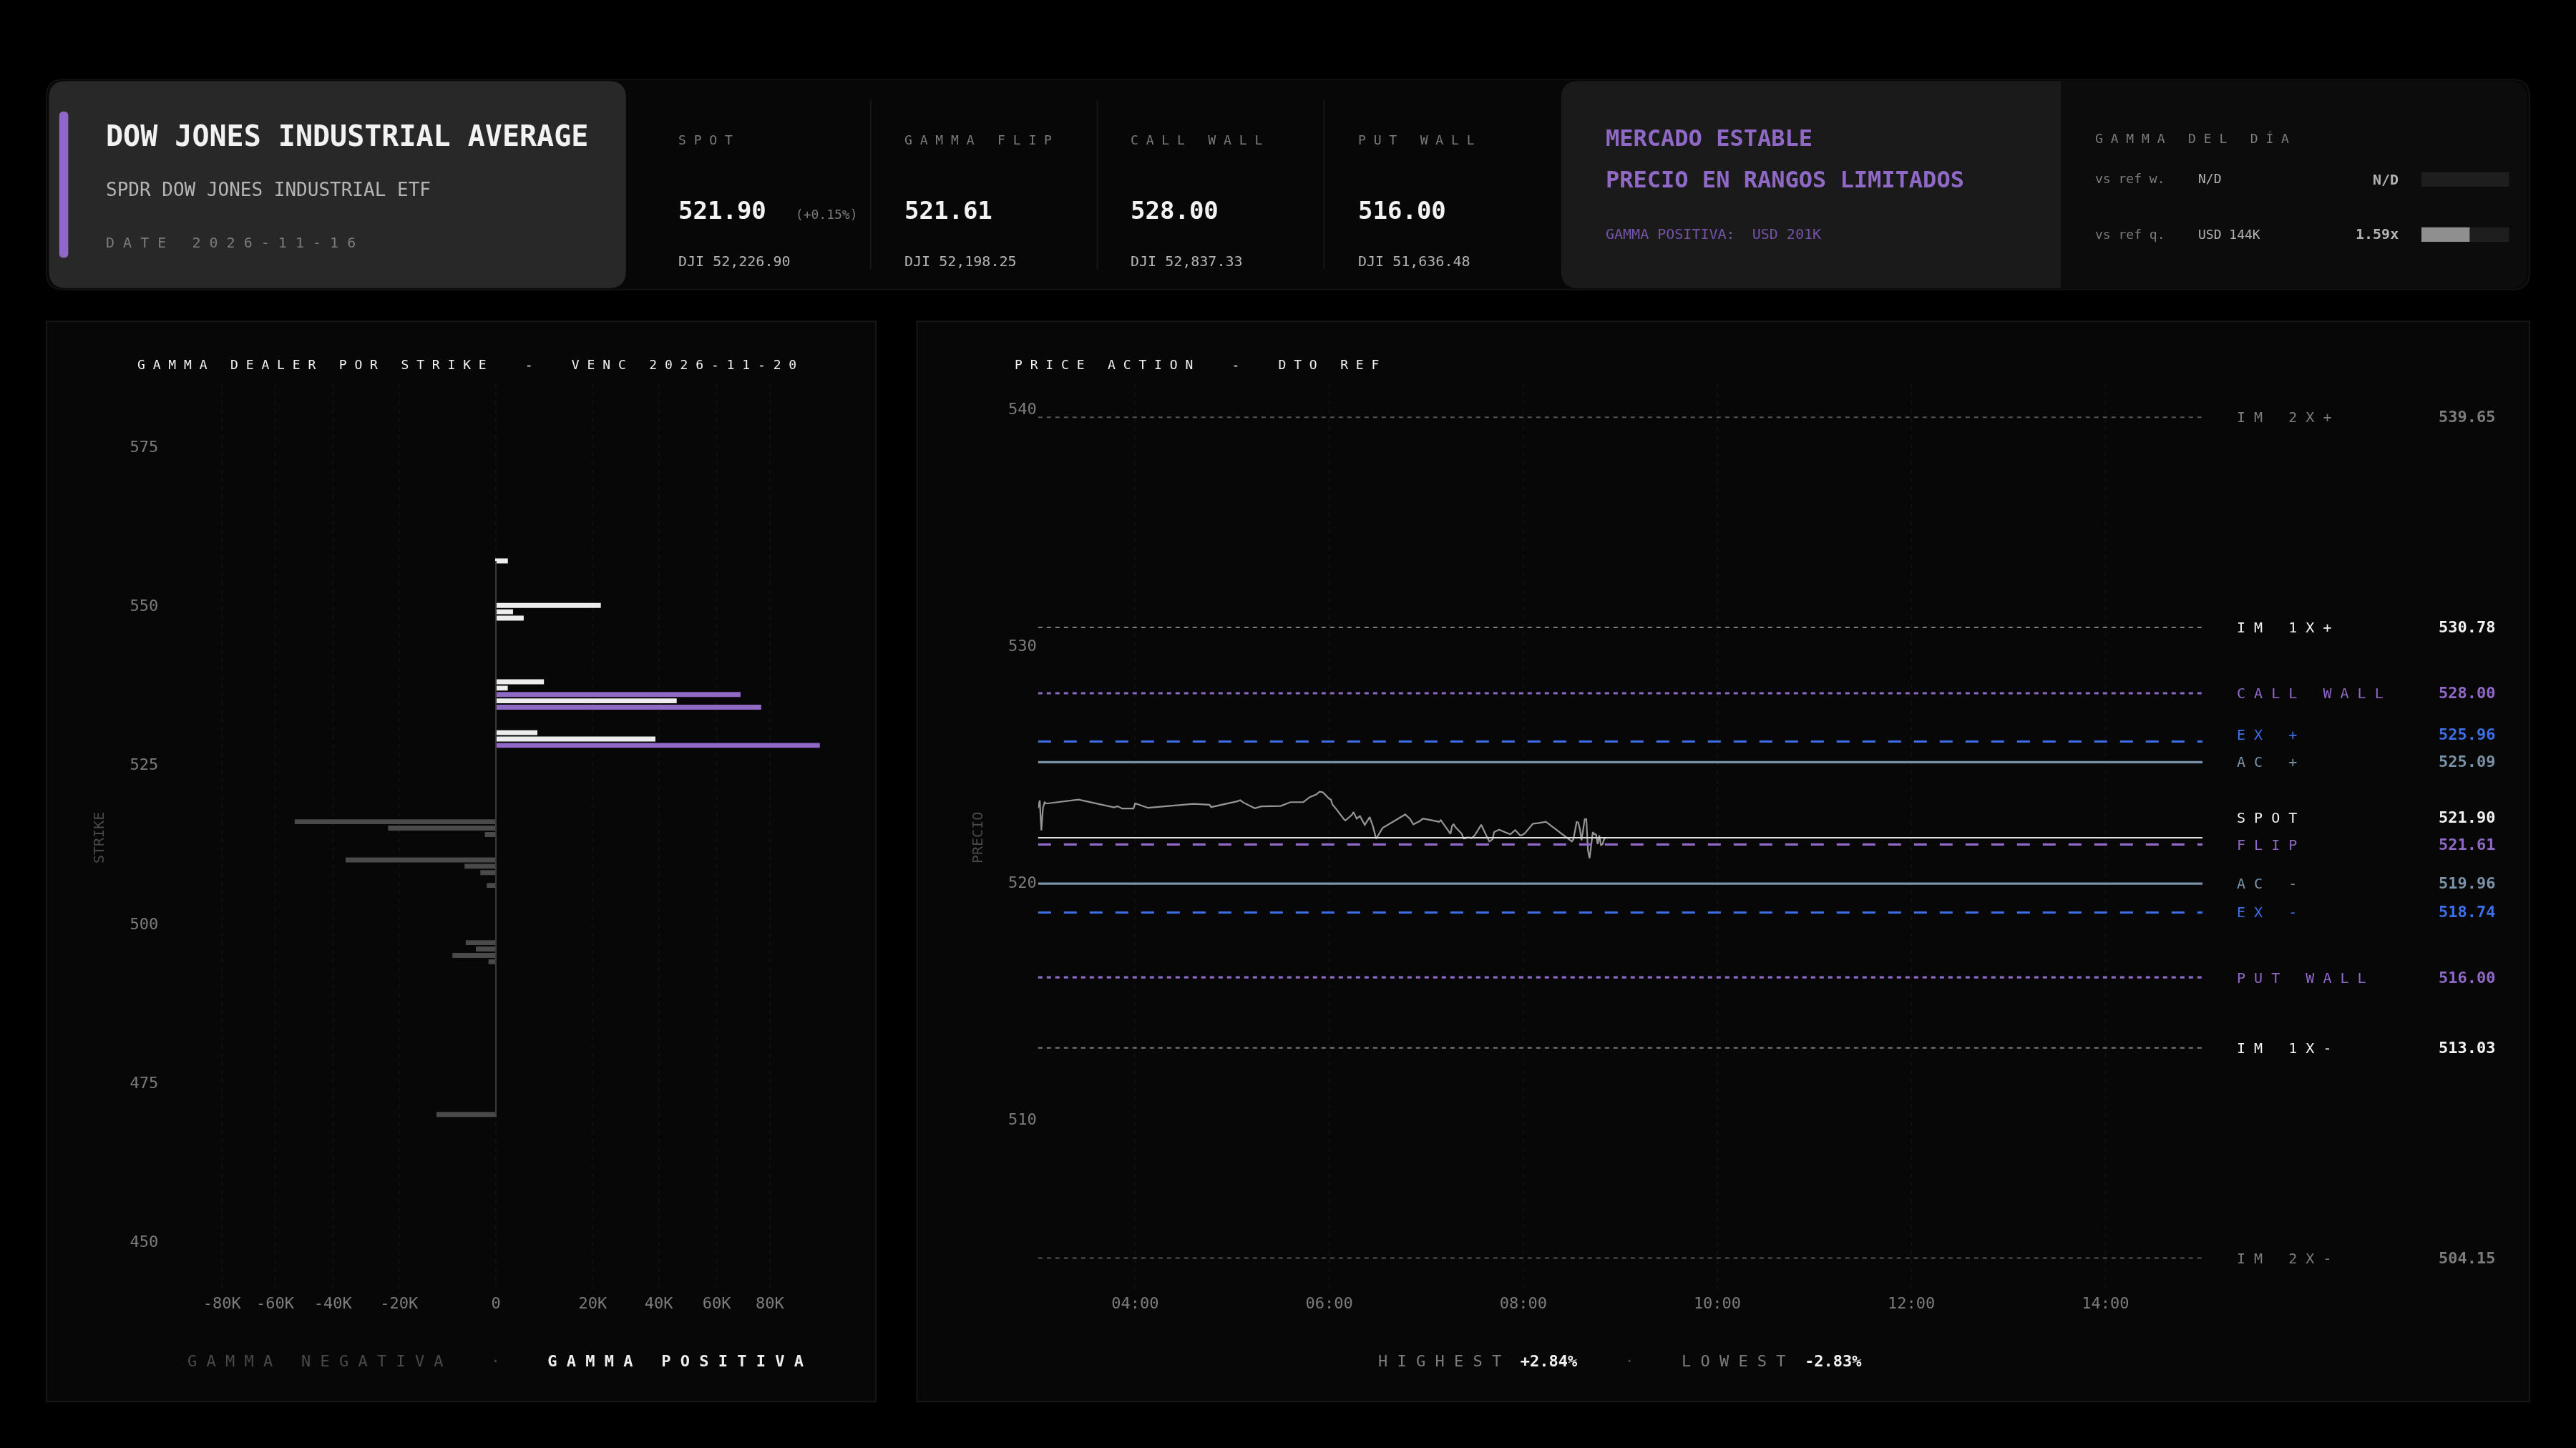 DOW JONES INDUSTRIAL AVERAGE
SPDR DOW JONES INDUSTRIAL ETF
DATE 2026-11-16
SPOT
521.90 (+0.15%)
DJI 52,226.90
GAMMA FLIP
521.61
DJI 52,198.25
CALL WALL
528.00
DJI 52,837.33
PUT WALL
516.00
DJI 51,636.48
MERCADO ESTABLE
PRECIO EN RANGOS LIMITADOS
GAMMA POSITIVA: USD 201K
GAMMA DEL DÍA
vs ref w. N/D N/D
vs ref q. USD 144K 1.59x
GAMMA DEALER POR STRIKE - VENC 2026-11-20
575
550
525
500
475
450
STRIKE
-80K -60K -40K -20K 0 20K 40K 60K 80K
GAMMA NEGATIVA · GAMMA POSITIVA
PRICE ACTION - DTO REF
540
530
520
510
PRECIO
IM 2X+ 539.65
IM 1X+ 530.78
CALL WALL 528.00
EX + 525.96
AC + 525.09
SPOT 521.90
FLIP 521.61
AC - 519.96
EX - 518.74
PUT WALL 516.00
IM 1X- 513.03
IM 2X- 504.15
04:00 06:00 08:00 10:00 12:00 14:00
HIGHEST +2.84% · LOWEST -2.83%